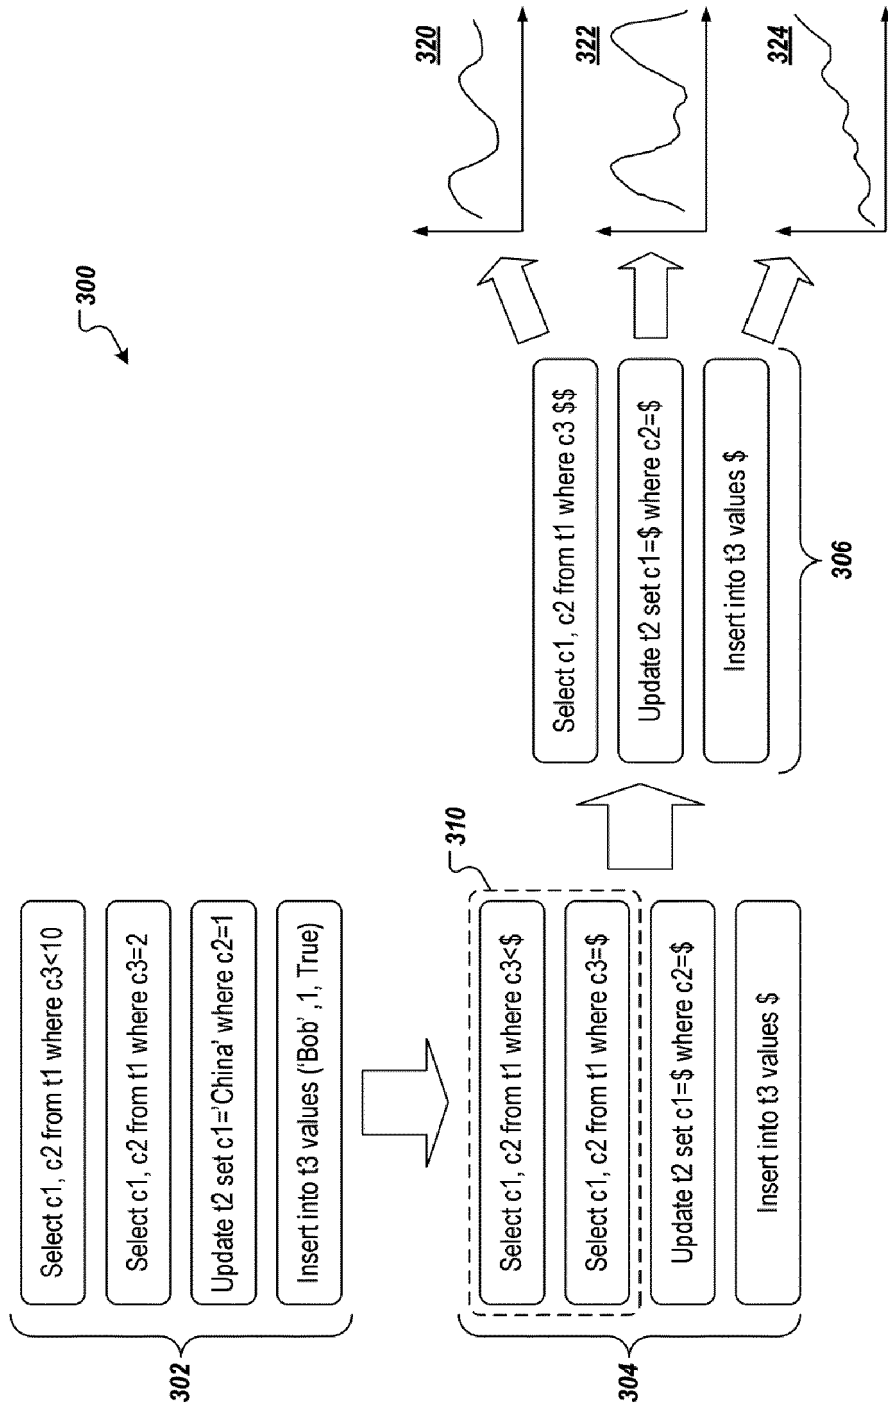 300
302
Select c1, c2 from t1 where c3<10
Select c1, c2 from t1 where c3=2
Update t2 set c1='China' where c2=1
Insert into t3 values ('Bob' , 1, True)
304
310
Select c1, c2 from t1 where c3<$
Select c1, c2 from t1 where c3=$
Update t2 set c1=$ where c2=$
Insert into t3 values $
Select c1, c2 from t1 where c3 $$
Update t2 set c1=$ where c2=$
Insert into t3 values $
306
320
322
324